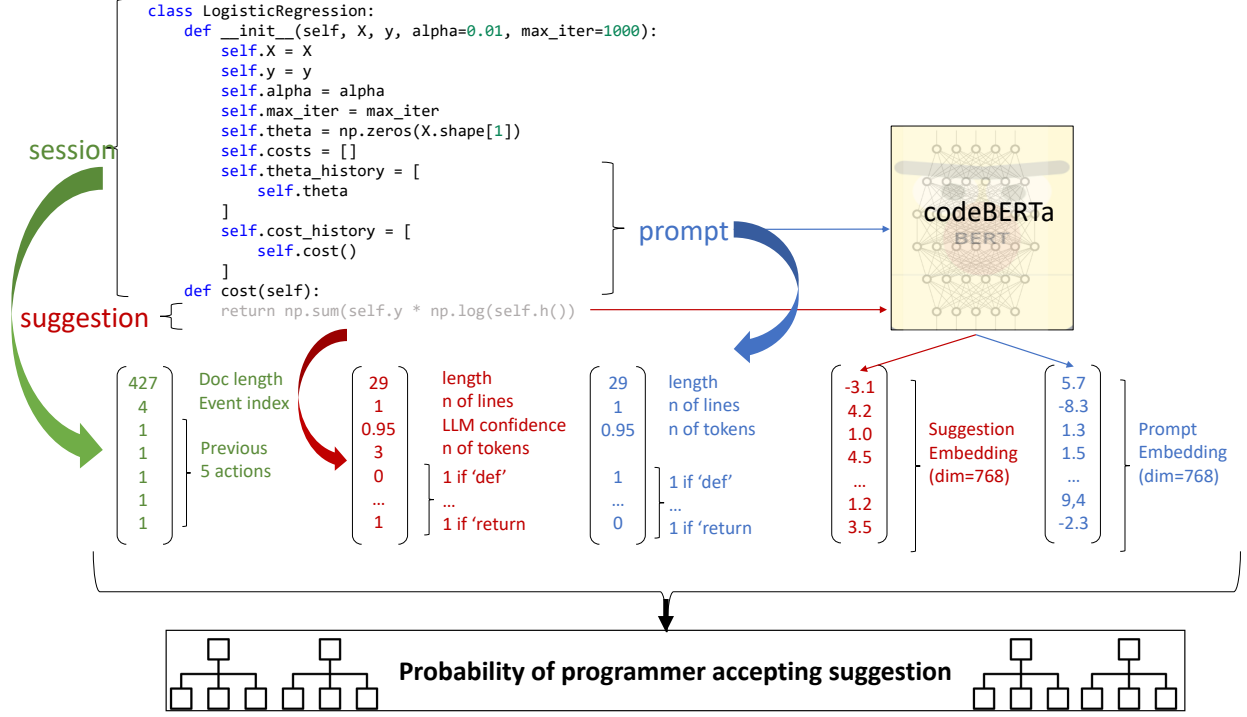 class LogisticRegression:
def __init__(self, X, y, alpha=0.01, max_iter=1000):
self.X = X
self.y = y
self.alpha = alpha
self.max_iter = max_iter
self.theta = np.zeros(X.shape[1])
self.costs = []
self.theta_history = [
self.theta
]
self.cost_history = [
self.cost()
]
def cost(self):
return np.sum(self.y * np.log(self.h())
session
suggestion
prompt
codeBERTa
BERT
427
4
1
1
1
1
1
Doc length
Event index
Previous
5 actions
29
1
0.95
3
0
...
1
length
n of lines
LLM confidence
n of tokens
1 if ‘def’
...
1 if ‘return
29
1
0.95
1
...
0
length
n of lines
n of tokens
1 if ‘def’
...
1 if ‘return
-3.1
4.2
1.0
4.5
...
1.2
3.5
Suggestion
Embedding
(dim=768)
5.7
-8.3
1.3
1.5
...
9,4
-2.3
Prompt
Embedding
(dim=768)
Probability of programmer accepting suggestion